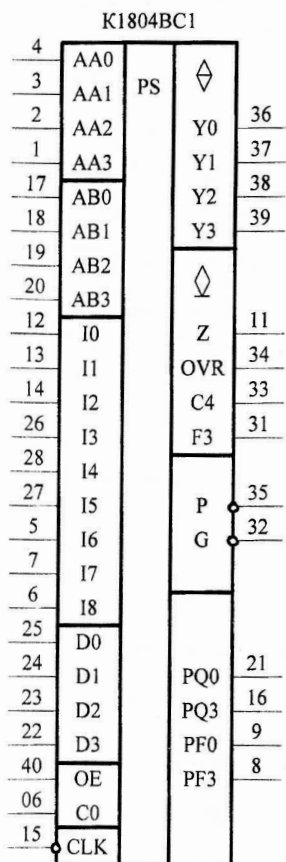 К1804ВС1
4 AA0 PS
3 AA1
2 AA2 Y0 36
1 AA3 Y1 37
17 AB0 Y2 38
18 AB1 Y3 39
19 AB2
20 AB3
12 I0 Z 11
13 I1 OVR 34
14 I2 C4 33
26 I3 F3 31
28 I4
27 I5 P 35
5 I6 G 32
7 I7
6 I8
25 D0
24 D1 PQ0 21
23 D2 PQ3 16
22 D3 PF0 9
40 OE PF3 8
06 C0
15 CLK